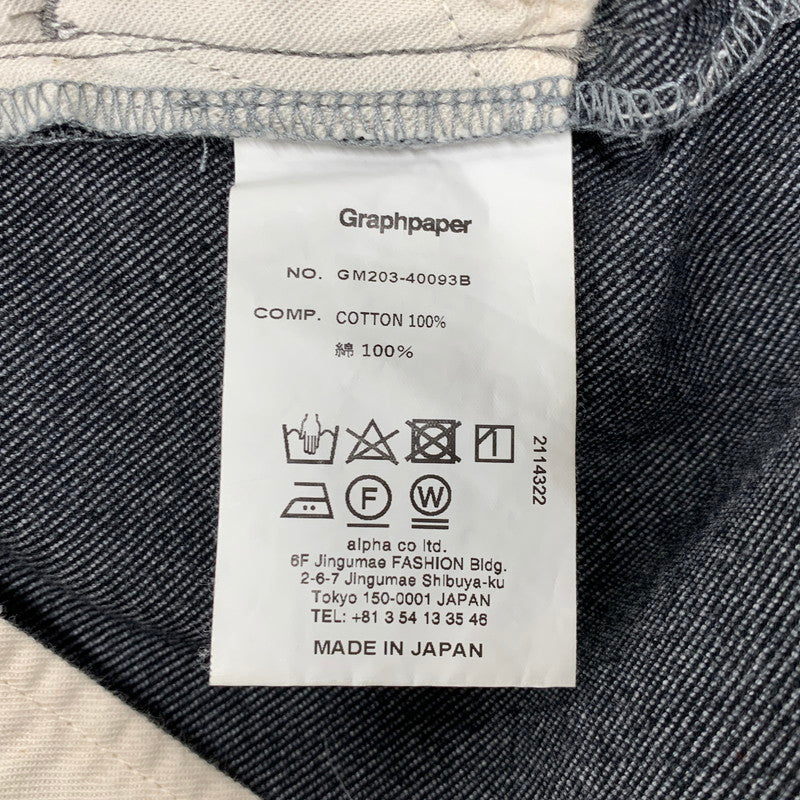 Graphpaper
NO. GM203-40093B
COMP. COTTON 100%
綿 100%
2114322
F W
alpha co ltd.
6F Jingumae FASHION Bldg.
2-6-7 Jingumae Shibuya-ku
Tokyo 150-0001 JAPAN
TEL: +81 3 54 13 35 46
MADE IN JAPAN